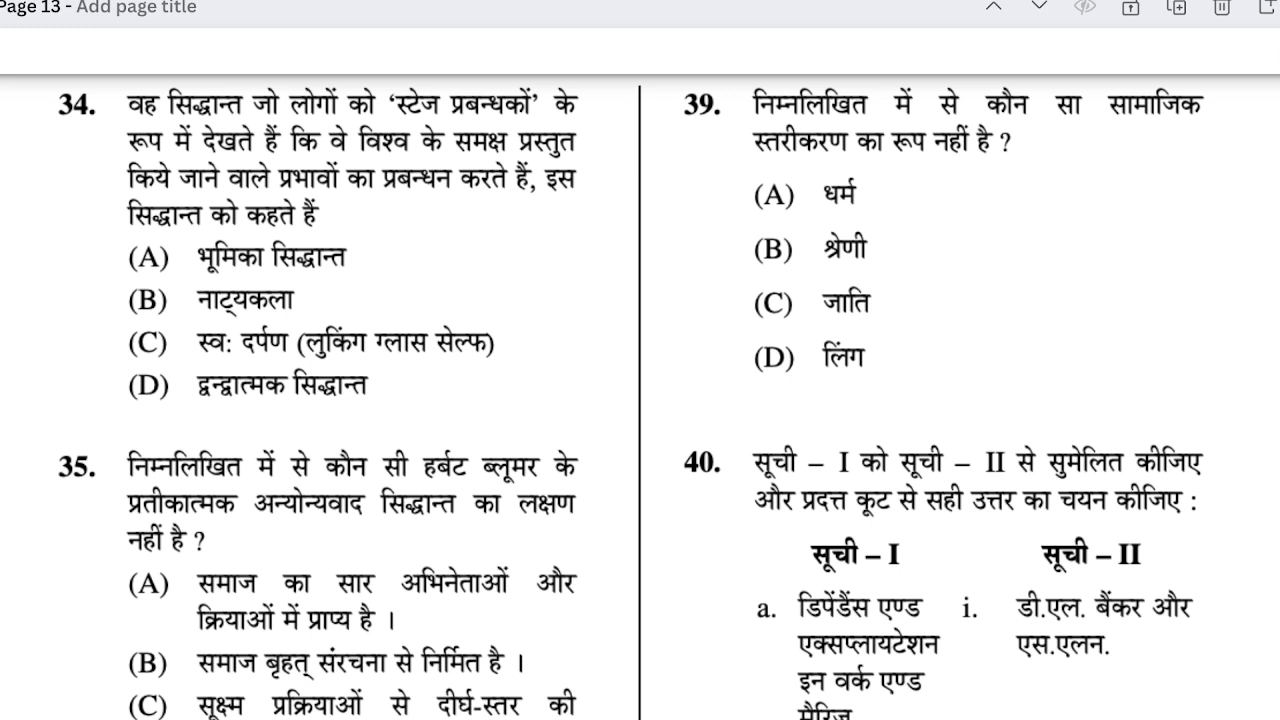 Page 13 - Add page title
34. वह सिद्धान्त जो लोगों को ‘स्टेज प्रबन्धकों’ के
रूप में देखते हैं कि वे विश्व के समक्ष प्रस्तुत
किये जाने वाले प्रभावों का प्रबन्धन करते हैं, इस
सिद्धान्त को कहते हैं
(A) भूमिका सिद्धान्त
(B) नाट्यकला
(C) स्व: दर्पण (लुकिंग ग्लास सेल्फ)
(D) द्वन्द्वात्मक सिद्धान्त
35. निम्नलिखित में से कौन सी हर्बट ब्लूमर के
प्रतीकात्मक अन्योन्यवाद सिद्धान्त का लक्षण
नहीं है ?
(A) समाज का सार अभिनेताओं और
क्रियाओं में प्राप्य है ।
(B) समाज बृहत् संरचना से निर्मित है ।
(C) सूक्ष्म प्रक्रियाओं से दीर्घ-स्तर की
39. निम्नलिखित में से कौन सा सामाजिक
स्तरीकरण का रूप नहीं है ?
(A) धर्म
(B) श्रेणी
(C) जाति
(D) लिंग
40. सूची – I को सूची – II से सुमेलित कीजिए
और प्रदत्त कूट से सही उत्तर का चयन कीजिए :
सूची – I सूची – II
a. डिपेंडैंस एण्ड i. डी.एल. बैंकर और
एक्सप्लायटेशन एस.एलन.
इन वर्क एण्ड
मैरिज